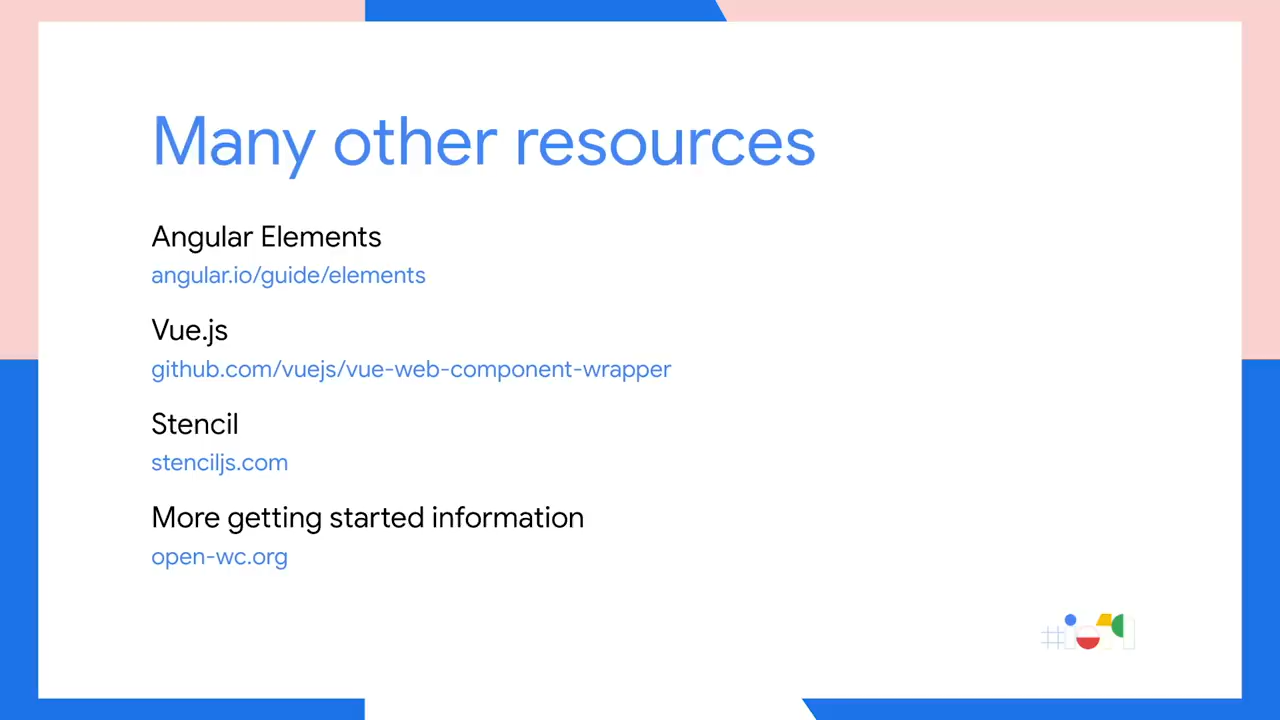 Many other resources
Angular Elements
angular.io/guide/elements
Vue.js
github.com/vuejs/vue-web-component-wrapper
Stencil
stenciljs.com
More getting started information
open-wc.org